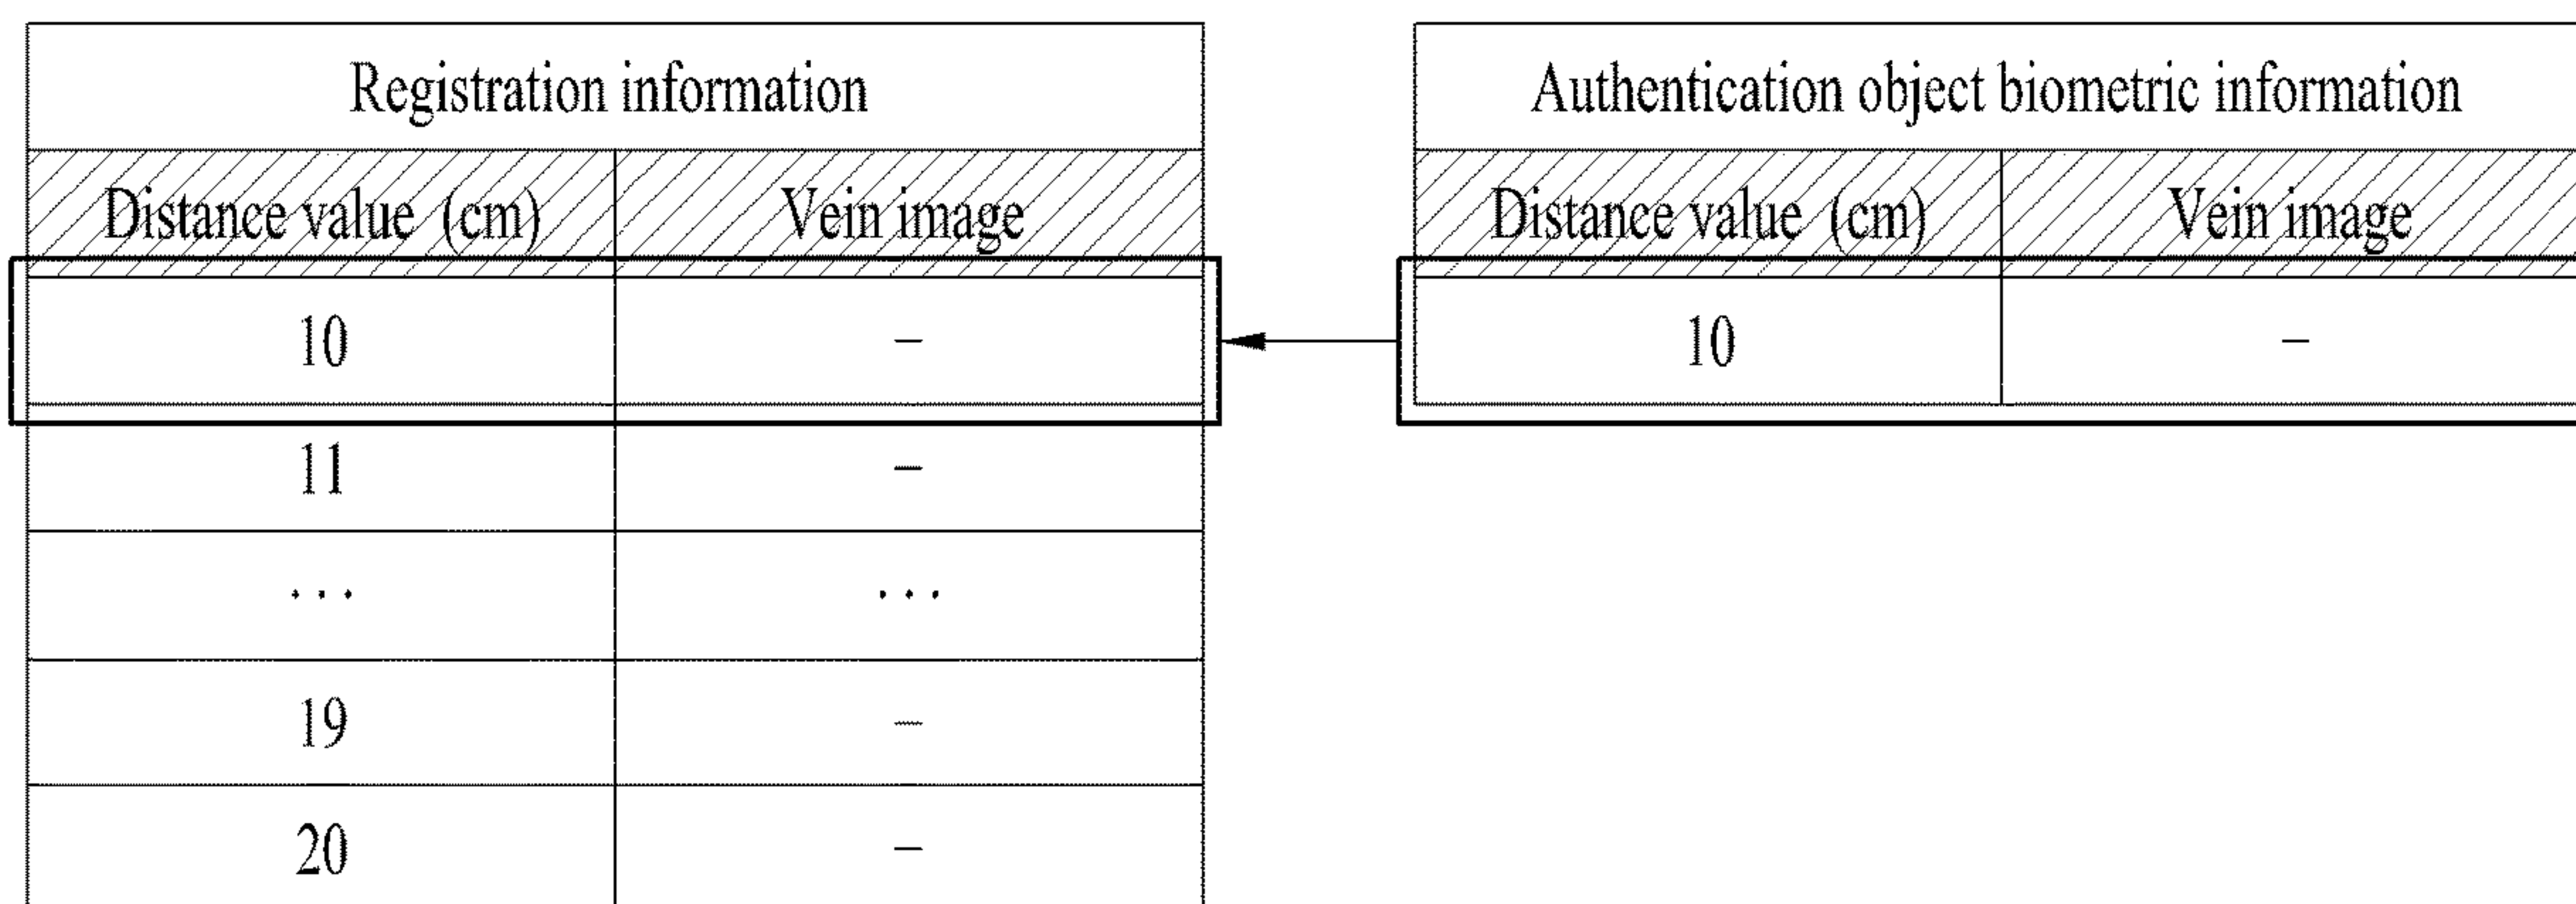 Registration information
Distance value (cm) Vein image
10 –
11 –
... ...
19 –
20 –
Authentication object biometric information
Distance value (cm) Vein image
10 –